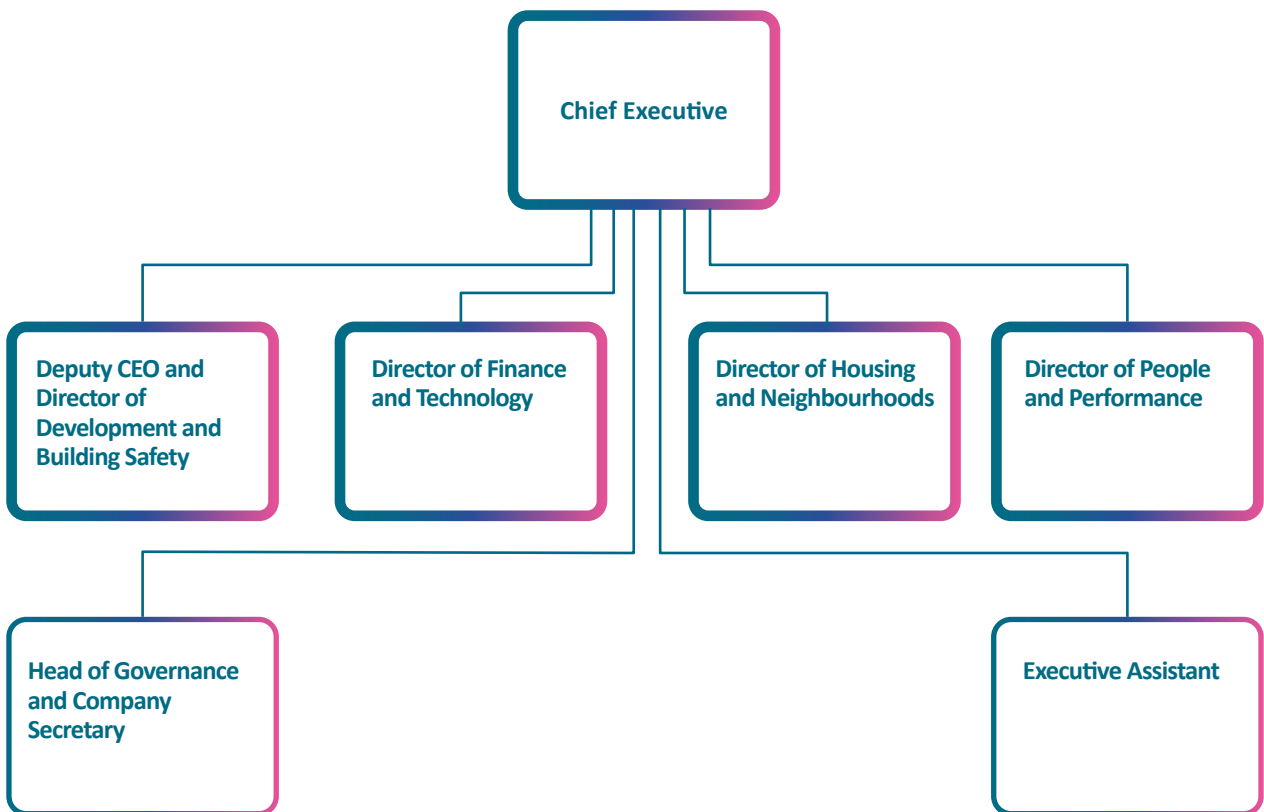 Chief Executive
Deputy CEO and
Director of
Development and
Building Safety
Director of Finance
and Technology
Director of Housing
and Neighbourhoods
Director of People
and Performance
Head of Governance
and Company
Secretary
Executive Assistant